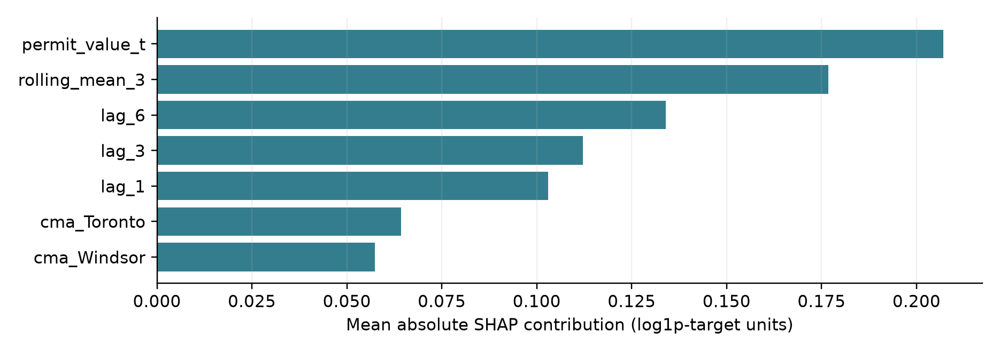 permit_value_t
rolling_mean_3
lag_6
lag_3
lag_1
cma_Toronto
cma_Windsor
0.000 0.025 0.050 0.075 0.100 0.125 0.150 0.175 0.200
Mean absolute SHAP contribution (log1p-target units)